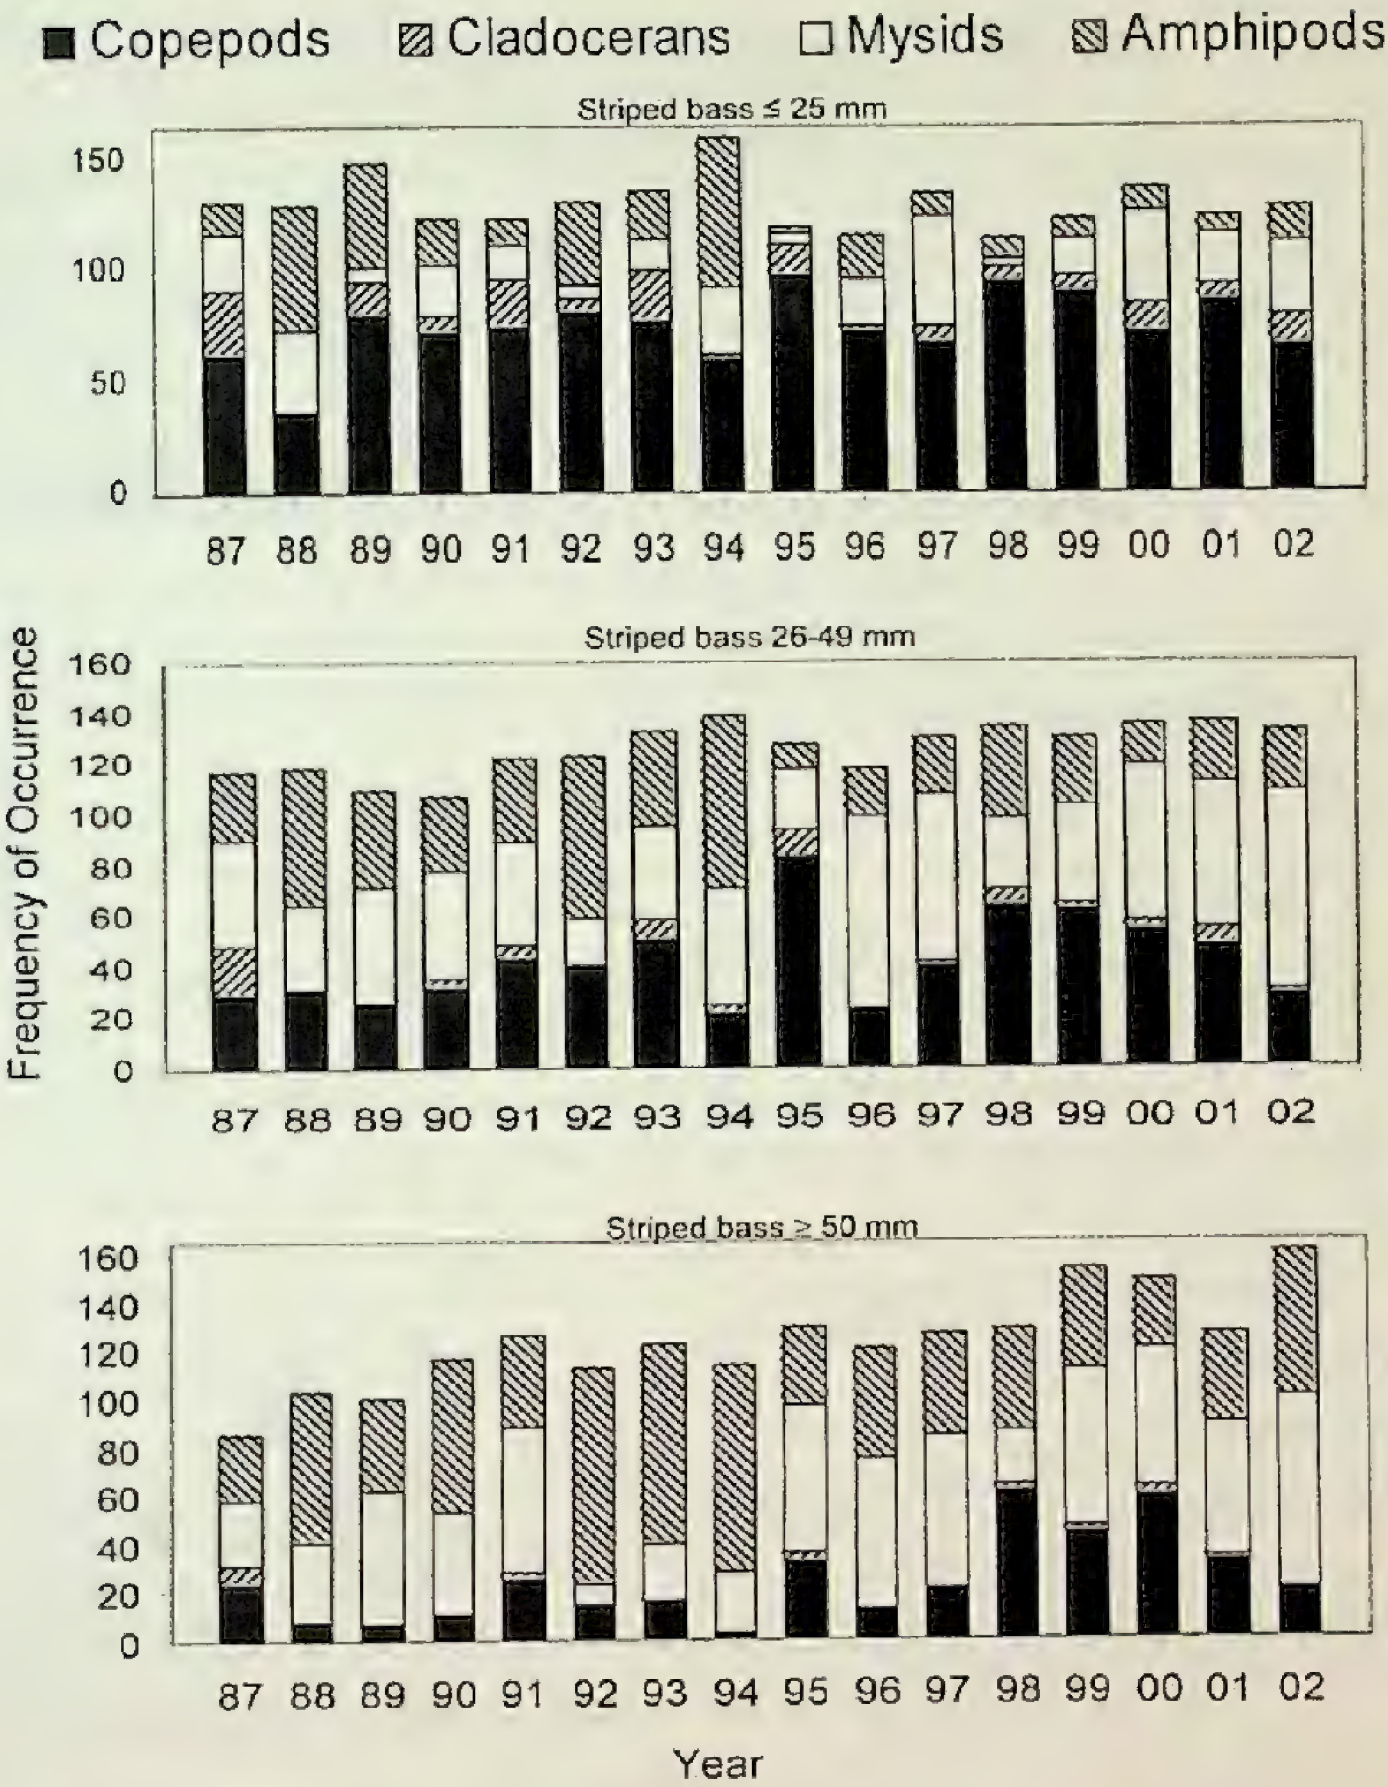 Copepods Cladocerans Mysids Amphipods
Striped bass ≤ 25 mm
150
100
50
0
87 88 89 90 91 92 93 94 95 96 97 98 99 00 01 02
Frequency of Occurrence
Striped bass 26-49 mm
160
140
120
100
80
60
40
20
0
87 88 89 90 91 92 93 94 95 96 97 98 99 00 01 02
Striped bass ≥ 50 mm
160
140
120
100
80
60
40
20
0
87 88 89 90 91 92 93 94 95 96 97 98 99 00 01 02
Year